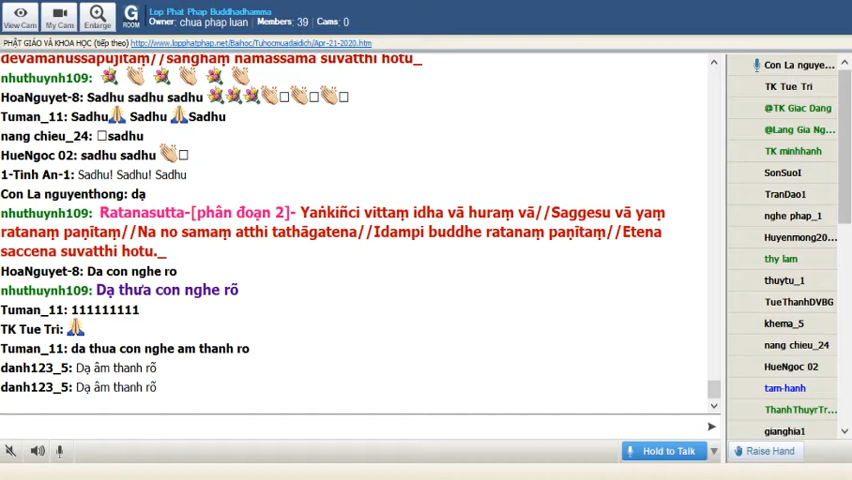 Lop Phat Phap Buddhadhamma
Owner: chua phap luan Members: 39 Cams: 0
View Cam My Cam Enlarge G ROOM
PHẬT GIÁO VÀ KHOA HỌC (tiếp theo) http://www.lopphatphap.net/Baihoc/Tuhocmuadaidich/Apr-21-2020.htm
devamanussapūjitaṃ//saṅghaṃ namassāma suvatthi hotu_
nhuthuynh109:
HoaNguyet-8: Sadhu sadhu sadhu
Tuman_11: Sadhu Sadhu Sadhu
nang chieu_24: sadhu
HueNgoc 02: sadhu sadhu
1-Tinh An-1: Sadhu! Sadhu! Sadhu
Con La nguyenthong: dạ
nhuthuynh109: Ratanasutta-[phân đoạn 2]- Yaṅkiñci vittaṃ idha vā huraṃ vā//Saggesu vā yaṃ
ratanaṃ paṇītaṃ//Na no samaṃ atthi tathāgatena//Idampi buddhe ratanaṃ paṇītaṃ//Etena
saccena suvatthi hotu._
HoaNguyet-8: Da con nghe ro
nhuthuynh109: Dạ thưa con nghe rõ
Tuman_11: 111111111
TK Tue Tri:
Tuman_11: da thua con nghe am thanh ro
danh123_5: Dạ âm thanh rõ
danh123_5: Dạ âm thanh rõ
Hold to Talk
Con La nguye...
TK Tue Tri
@TK Giac Dang
@Lang Gia Ng...
TK minhhanh
SonSuoI
TranDao1
nghe phap_1
Huyenmong20...
thy lam
thuytu_1
TueThanhDVBG
khema_5
nang chieu_24
HueNgoc 02
tam-hanh
ThanhThuyrTr...
gianghia1
Raise Hand